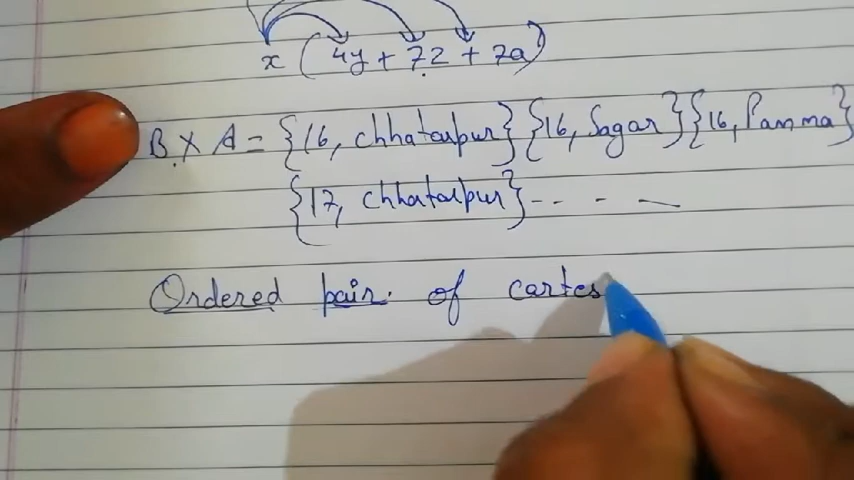 x (4y + 7z + 7a)
B X A = {16, Chhatarpur} {16, Sagar} {16, Panna}
{17, Chhatarpur} -- - —
Ordered pair. of cartes